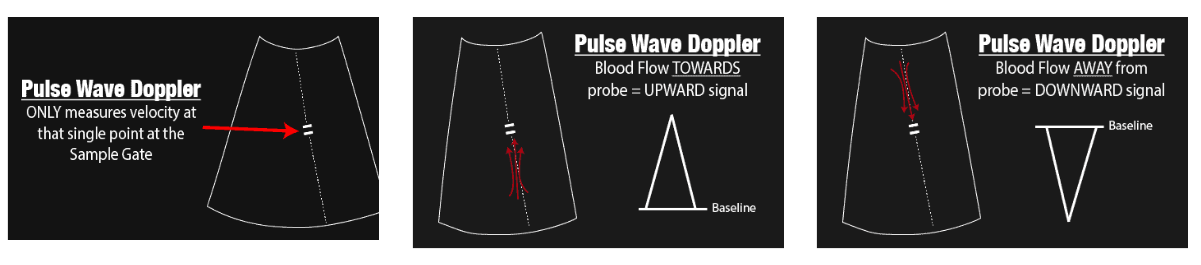 Pulse Wave Doppler
ONLY measures velocity at
that single point at the
Sample Gate
Pulse Wave Doppler
Blood Flow TOWARDS
probe = UPWARD signal
Baseline
Pulse Wave Doppler
Blood Flow AWAY from
probe = DOWNWARD signal
Baseline